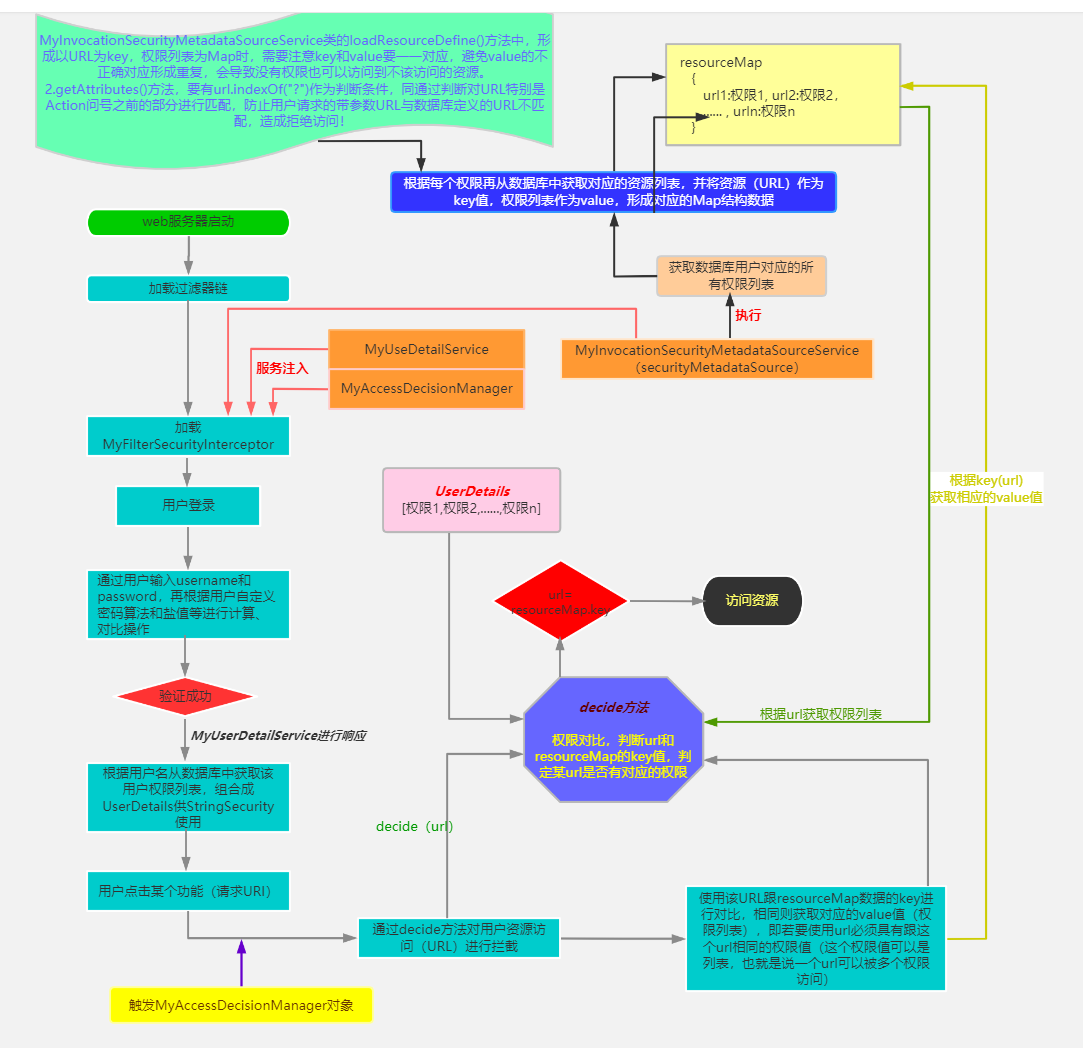 MyInvocationSecurityMetadataSourceService类的loadResourceDefine()方法中，形
成以URL为key，权限列表为Map时，需要注意key和value要一一对应，避免value的不
正确对应形成重复，会导致没有权限也可以访问到不该访问的资源。
2.getAttributes()方法，要有url.indexOf("?")作为判断条件，同通过判断对URL特别是
Action问号之前的部分进行匹配，防止用户请求的带参数URL与数据库定义的URL不匹
配，造成拒绝访问！
resourceMap
{
url1:权限1, url2:权限2 ,
...... , urln:权限n
}
根据每个权限再从数据库中获取对应的资源列表，并将资源（URL）作为
key值，权限列表作为value，形成对应的Map结构数据
web服务器启动
加载过滤器链
获取数据库用户对应的所
有权限列表
执行
MyUseDetailService
服务注入
MyAccessDecisionManager
MyInvocationSecurityMetadataSourceService
（securityMetadataSource）
加载
MyFilterSecurityInterceptor
用户登录
UserDetails
[权限1,权限2,......,权限n]
根据key(url)
获取相应的value值
通过用户输入username和
password，再根据用户自定义
密码算法和盐值等进行计算、
对比操作
url=
resourceMap.key
访问资源
验证成功
MyUserDetailService进行响应
decide方法
权限对比，判断url和
resourceMap的key值，判
定某url是否有对应的权限
根据url获取权限列表
根据用户名从数据库中获取该
用户权限列表，组合成
UserDetails供StringSecurity
使用
decide（url）
用户点击某个功能（请求URI）
通过decide方法对用户资源访
问（URL）进行拦截
使用该URL跟resourceMap数据的key进
行对比，相同则获取对应的value值（权
限列表），即若要使用url必须具有跟这
个url相同的权限值（这个权限值可以是
列表，也就是说一个url可以被多个权限
访问）
触发MyAccessDecisionManager对象